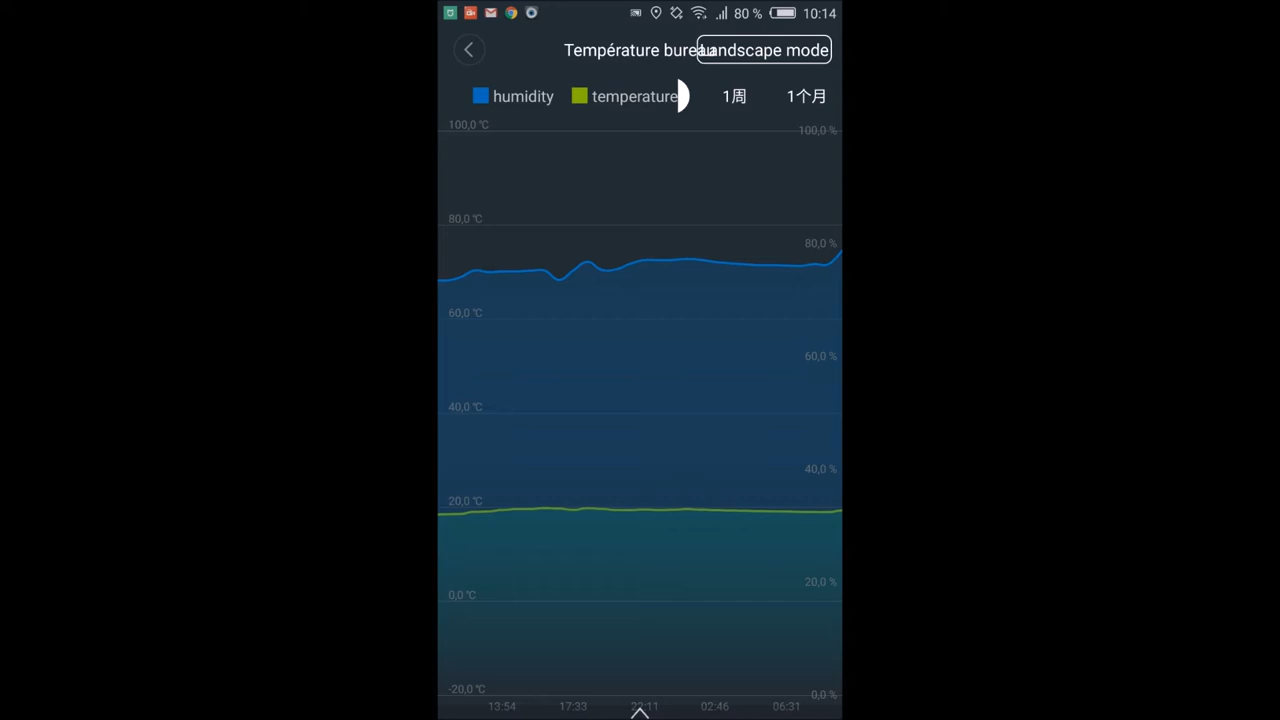 80 % 10:14
Température bureau Landscape mode
humidity temperature 1周 1个月
100,0 ℃ 100,0 %
80,0 ℃
80,0 %
60,0 ℃
60,0 %
40,0 ℃
40,0 %
20,0 ℃
20,0 %
0,0 ℃
-20,0 ℃ 0,0 %
13:54 17:33 22:11 02:46 06:31